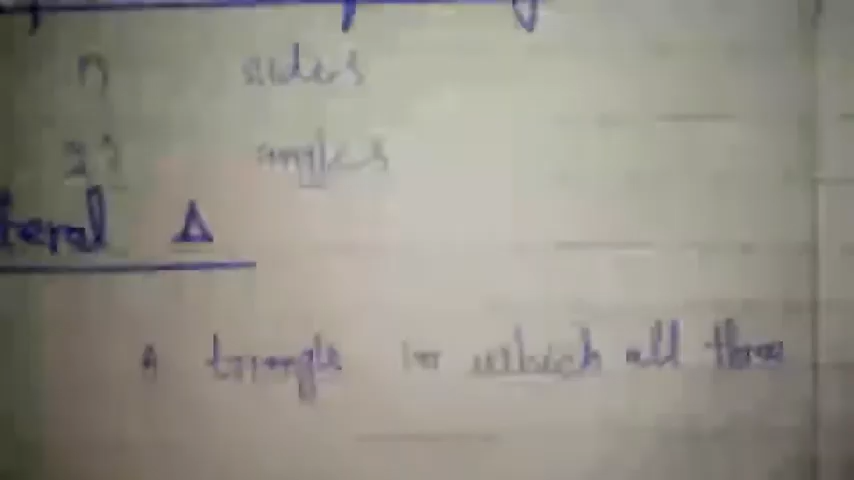 n sides
angles
teral Δ
A triangle in which all three